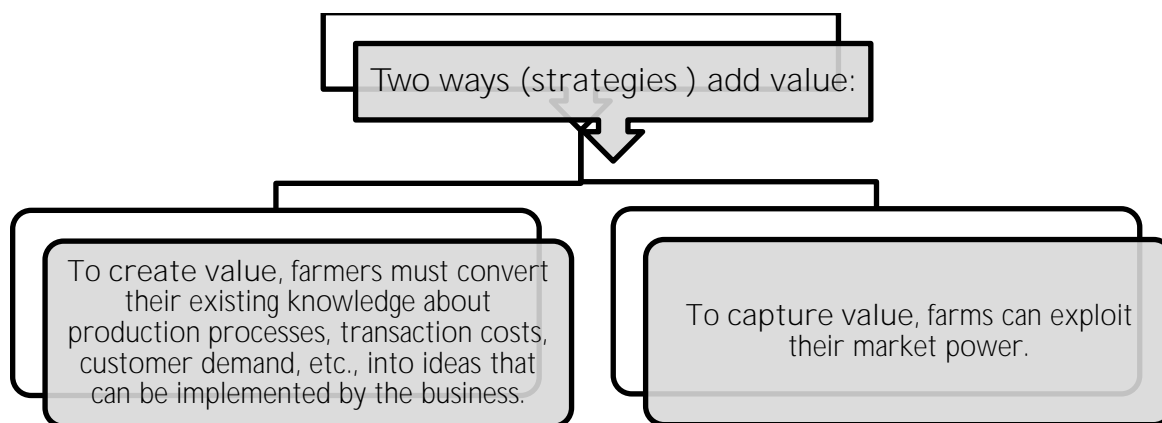 Two ways (strategies ) add value:
To create value, farmers must convert
their existing knowledge about
production processes, transaction costs,
customer demand, etc., into ideas that
can be implemented by the business.
To capture value, farms can exploit
their market power.